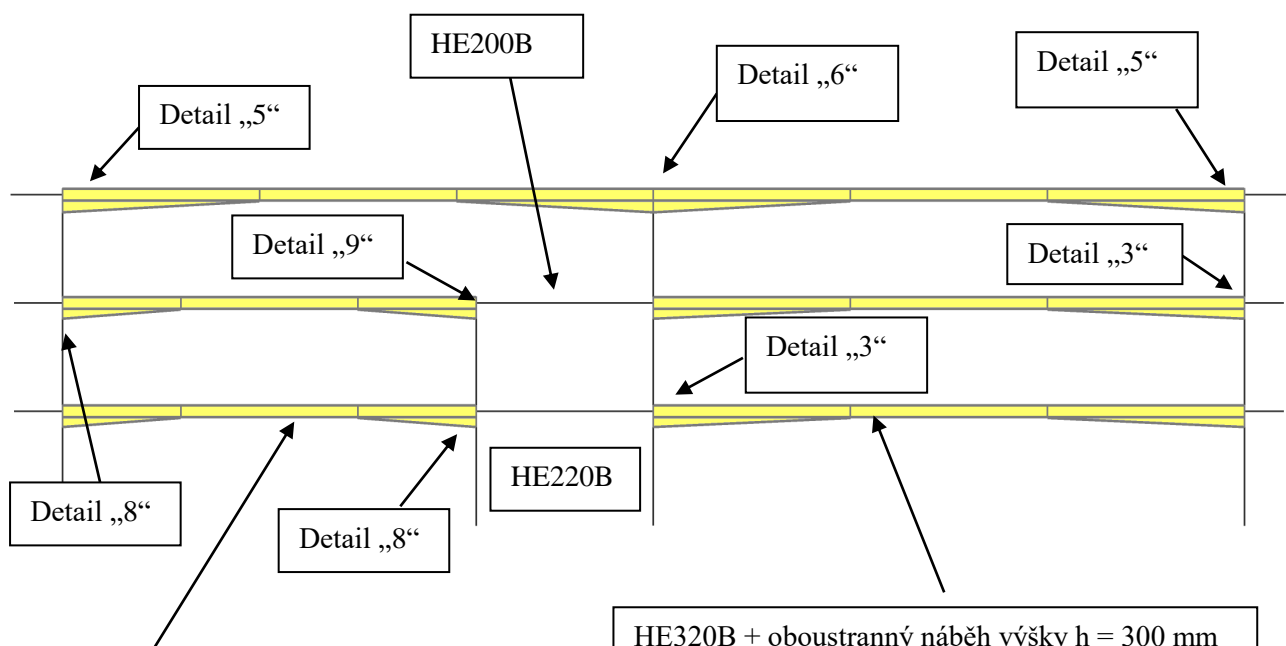 HE200B
Detail „6“
Detail „5“
Detail „5“
Detail „9“
Detail „3“
Detail „3“
HE220B
Detail „8“
Detail „8“
HE320B + oboustranný náběh výšky h = 300 mm